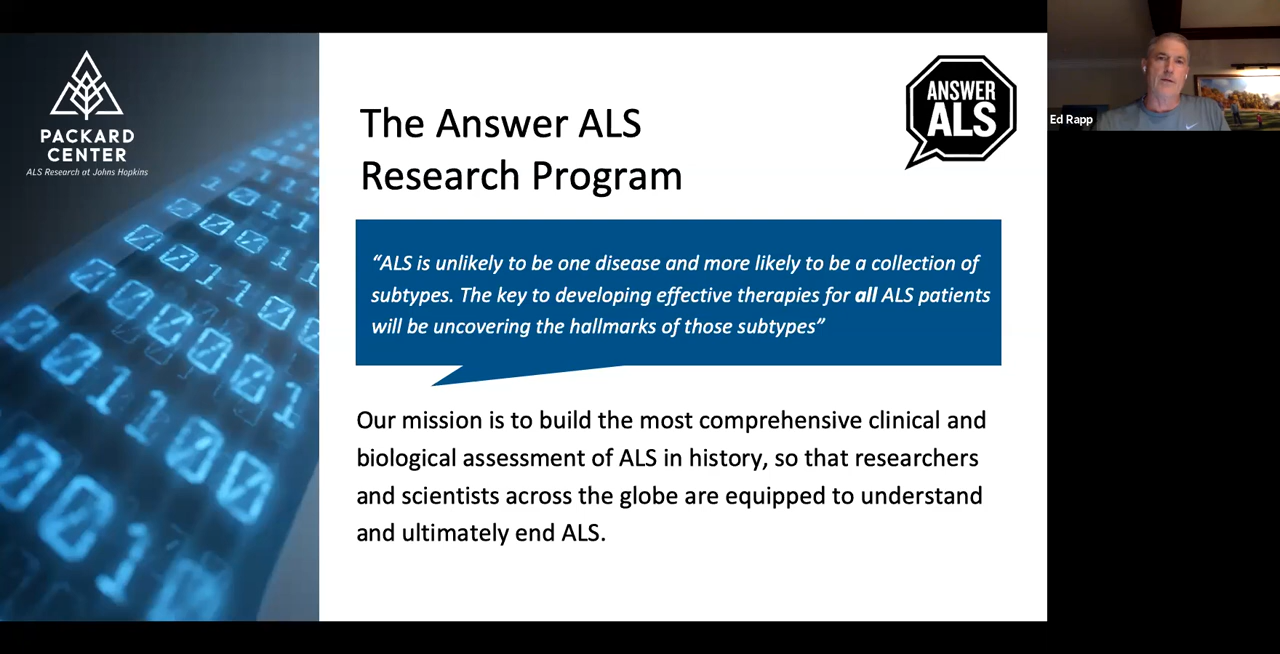 PACKARD
CENTER
ALS Research at Johns Hopkins
ANSWER
ALS
Ed Rapp
The Answer ALS
Research Program
“ALS is unlikely to be one disease and more likely to be a collection of
subtypes. The key to developing effective therapies for all ALS patients
will be uncovering the hallmarks of those subtypes”
Our mission is to build the most comprehensive clinical and
biological assessment of ALS in history, so that researchers
and scientists across the globe are equipped to understand
and ultimately end ALS.